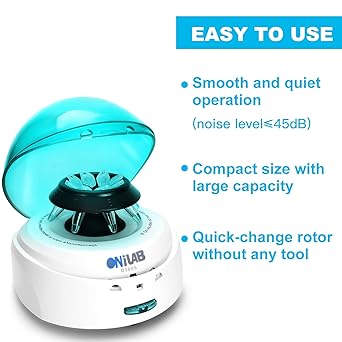 EASY TO USE
Smooth and quiet
operation
(noise level≤45dB)
Compact size with
large capacity
Quick-change rotor
without any tool
ONiLAB